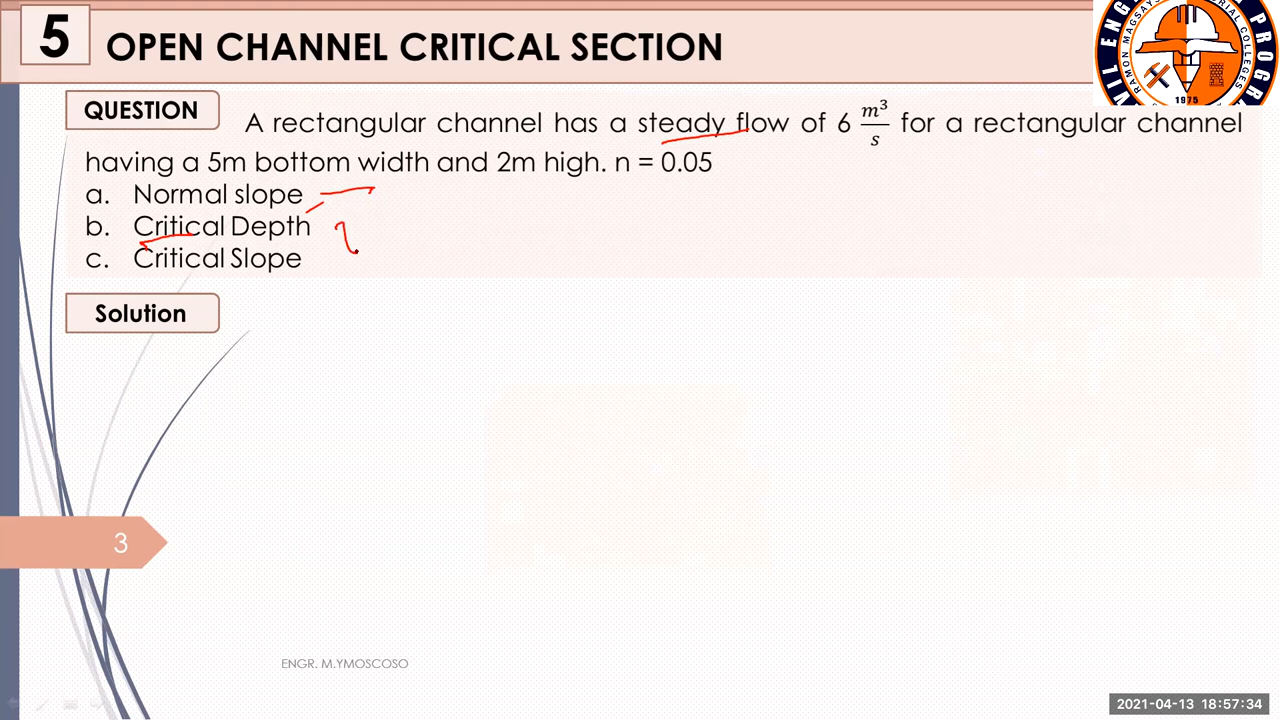 5
OPEN CHANNEL CRITICAL SECTION
QUESTION
A rectangular channel has a steady flow of 6 m³/s for a rectangular channel
having a 5m bottom width and 2m high. n = 0.05
a. Normal slope
b. Critical Depth
c. Critical Slope
Solution
3
ENGR. M.YMOSCOSO
1975
2021-04-13 18:57:34